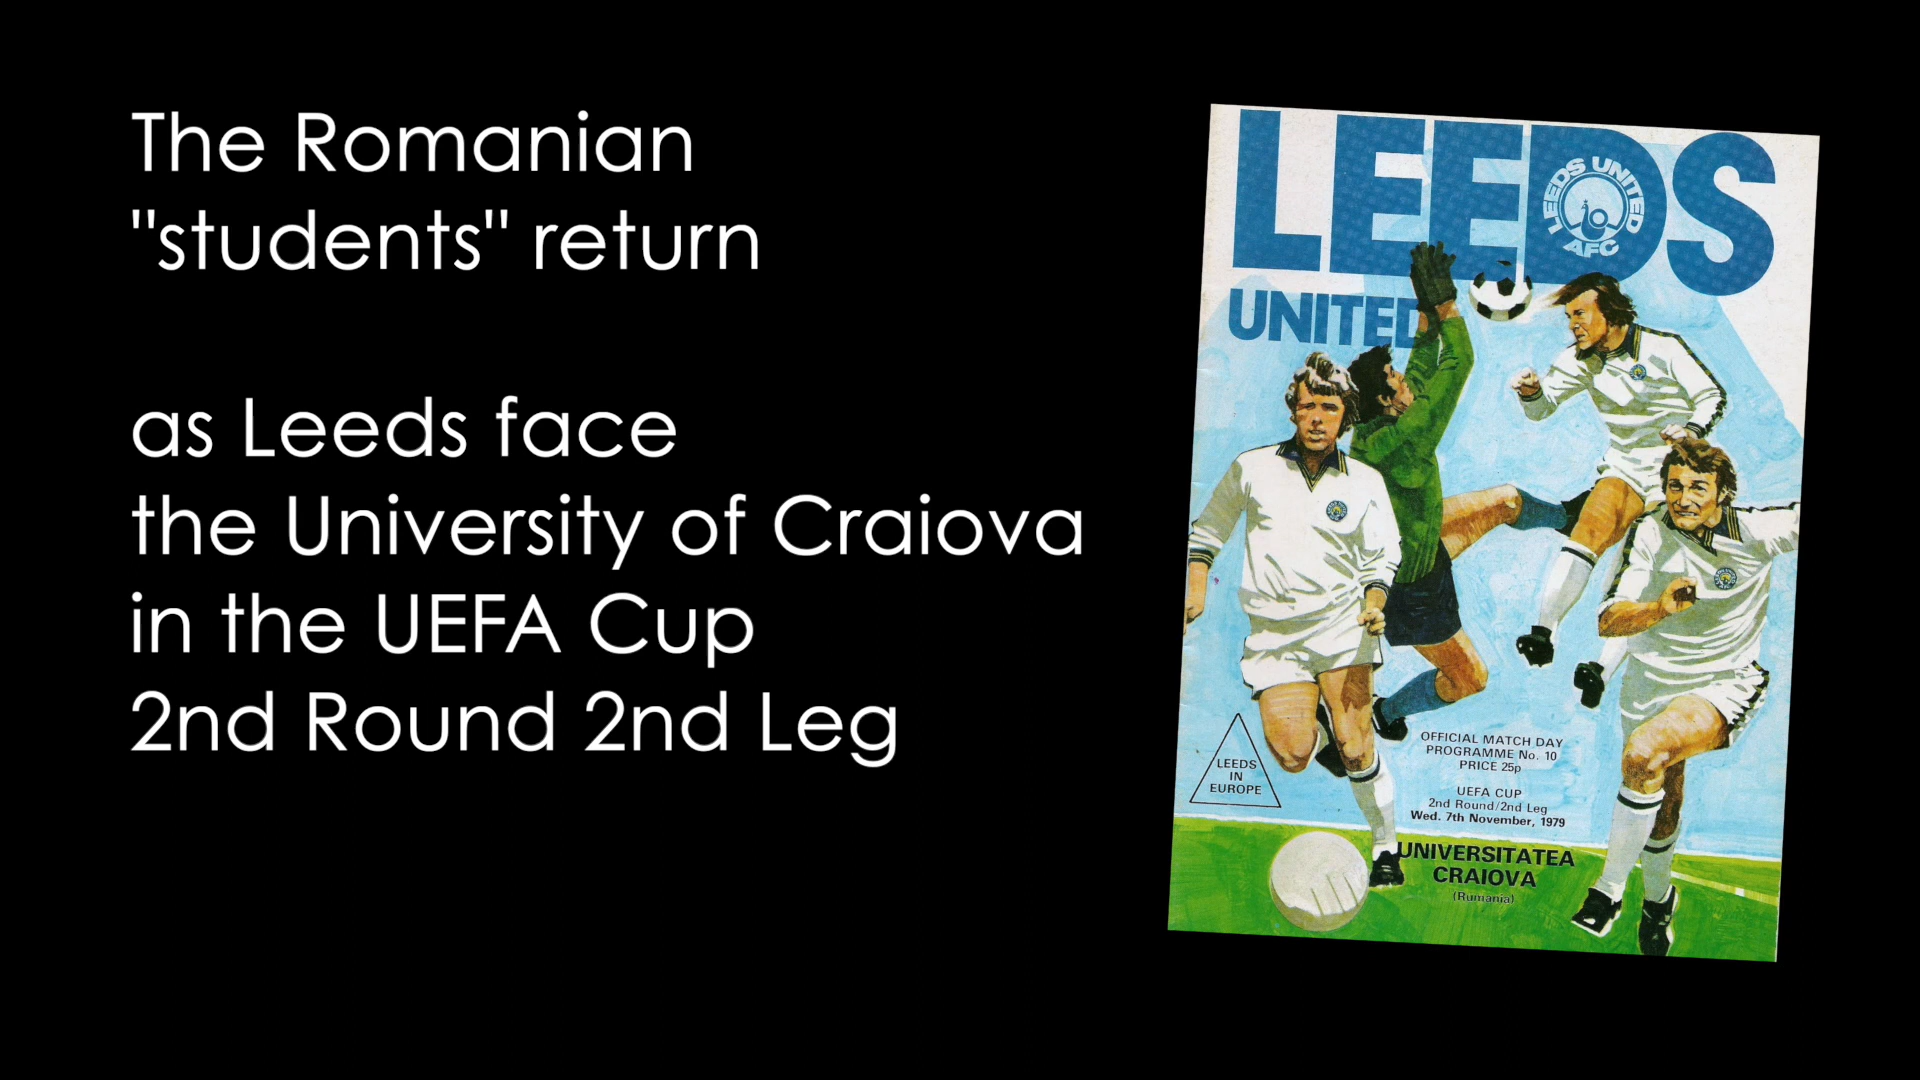 The Romanian
"students" return
as Leeds face
the University of Craiova
in the UEFA Cup
2nd Round 2nd Leg
LEEDS
LEEDS UNITED
AFC
UNITED
LEEDS
IN
EUROPE
OFFICIAL MATCH DAY
PROGRAMME No. 10
PRICE 25p
UEFA CUP
2nd Round/2nd Leg
Wed. 7th November, 1979
UNIVERSITATEA
CRAIOVA
(Rumania)